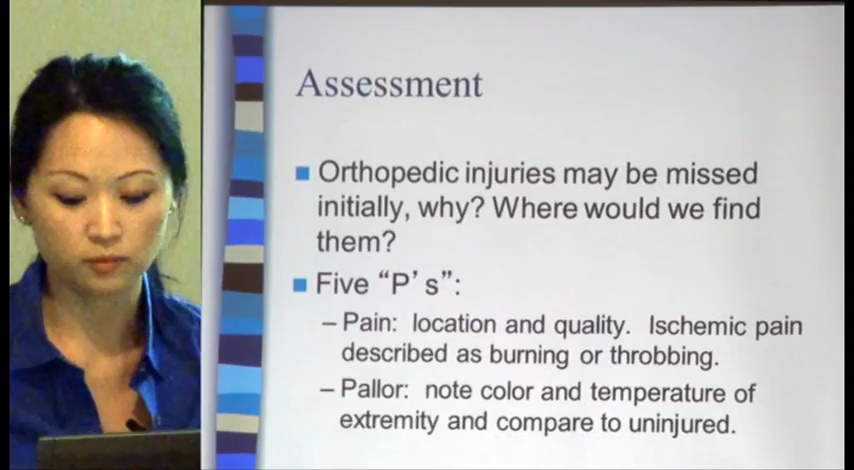 Assessment
Orthopedic injuries may be missed
initially, why? Where would we find
them?
Five “P’ s”:
– Pain: location and quality. Ischemic pain
described as burning or throbbing.
– Pallor: note color and temperature of
extremity and compare to uninjured.